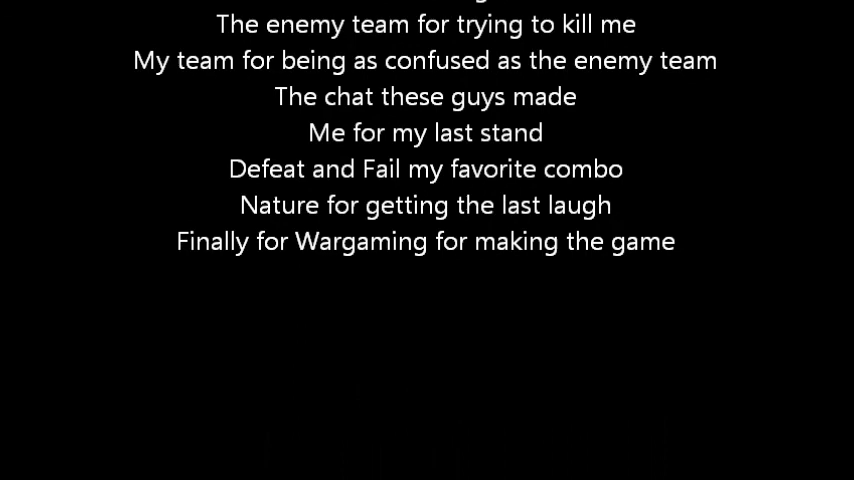 The enemy team for trying to kill me
My team for being as confused as the enemy team
The chat these guys made
Me for my last stand
Defeat and Fail my favorite combo
Nature for getting the last laugh
Finally for Wargaming for making the game